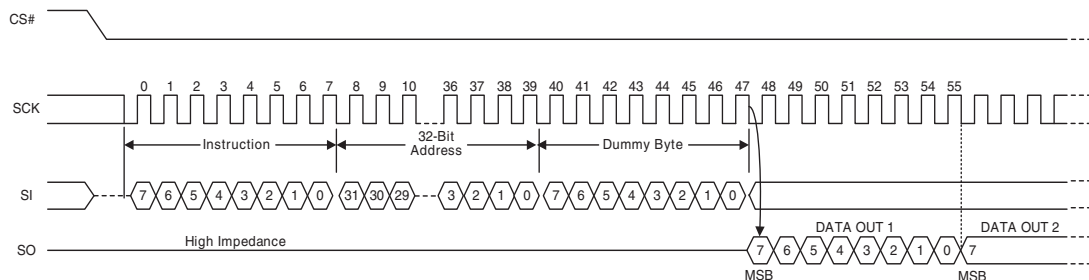 CS#
0 1 2 3 4 5 6 7 8 9 10 36 37 38 39 40 41 42 43 44 45 46 47 48 49 50 51 52 53 54 55
SCK
Instruction 32-Bit Address Dummy Byte
SI 7 6 5 4 3 2 1 0 31 30 29 3 2 1 0 7 6 5 4 3 2 1 0
High Impedance DATA OUT 1 DATA OUT 2
SO 7 6 5 4 3 2 1 0 7
MSB MSB